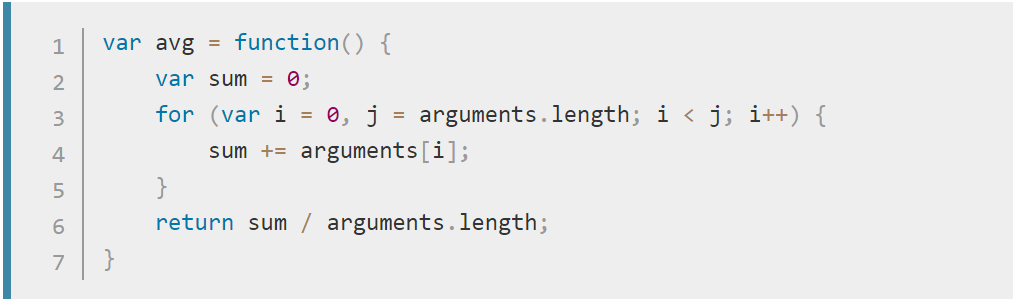 1 var avg = function() {
2     var sum = 0;
3     for (var i = 0, j = arguments.length; i < j; i++) {
4         sum += arguments[i];
5     }
6     return sum / arguments.length;
7 }